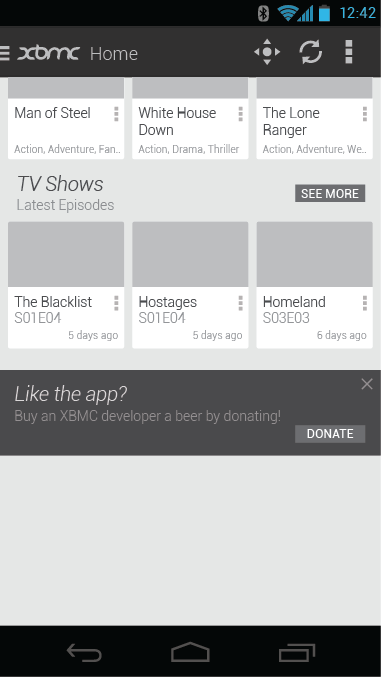 12:42
xbmc Home
Man of Steel
Action, Adventure, Fan..
White House
Down
Action, Drama, Thriller
The Lone
Ranger
Action, Adventure, We..
TV Shows
Latest Episodes
SEE MORE
The Blacklist
S01E04
5 days ago
Hostages
S01E04
5 days ago
Homeland
S03E03
6 days ago
Like the app?
Buy an XBMC developer a beer by donating!
DONATE